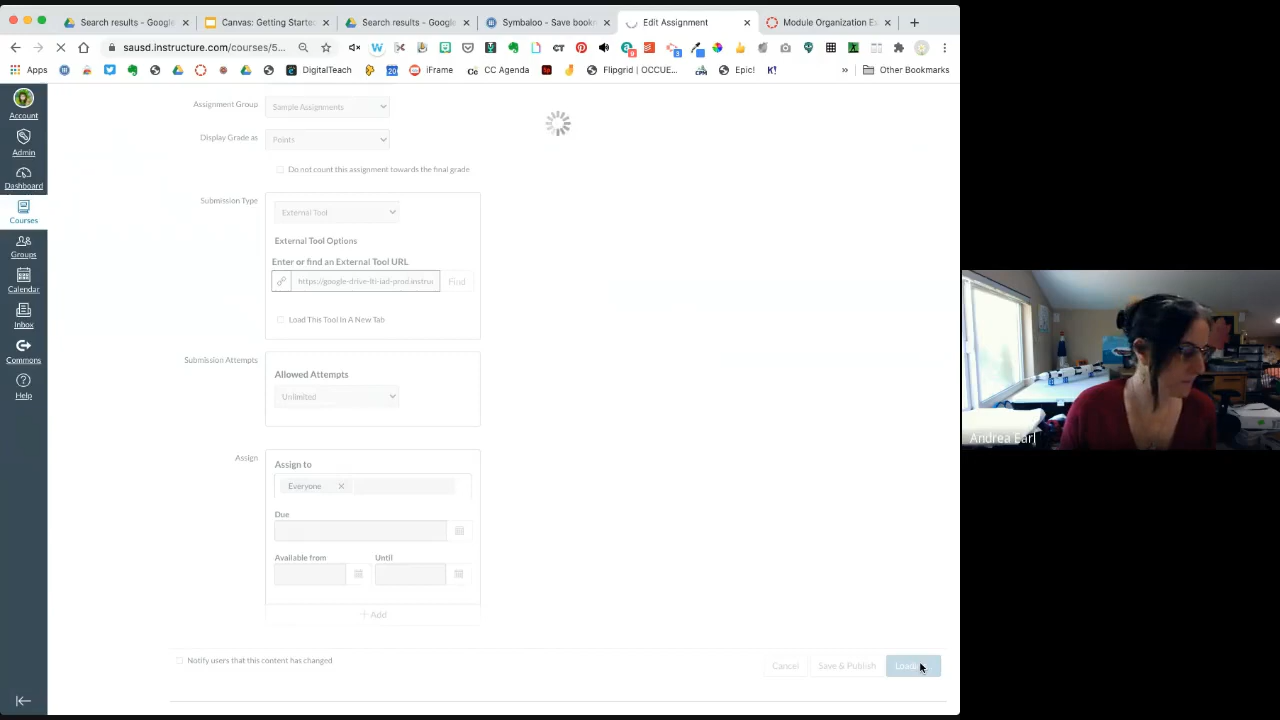 Search results - Google
Canvas: Getting Starte
Search results - Google
Symbaloo - Save bookn
Edit Assignment
Module Organization Ex
sausd.instructure.com/courses/5...
Apps
DigitalTeach
iFrame
CC Agenda
Flipgrid | OCCUE...
Epic!
Other Bookmarks
Account
Admin
Dashboard
Courses
Groups
Calendar
Inbox
Commons
Help
Assignment Group
Sample Assignments
Display Grade as
Points
Do not count this assignment towards the final grade
Submission Type
External Tool
External Tool Options
Enter or find an External Tool URL
https://google-drive-lti-iad-prod.instruc
Find
Load This Tool In A New Tab
Submission Attempts
Allowed Attempts
Unlimited
Assign
Assign to
Everyone
Due
Available from
Until
+ Add
Notify users that this content has changed
Cancel
Save & Publish
Andrea Earl